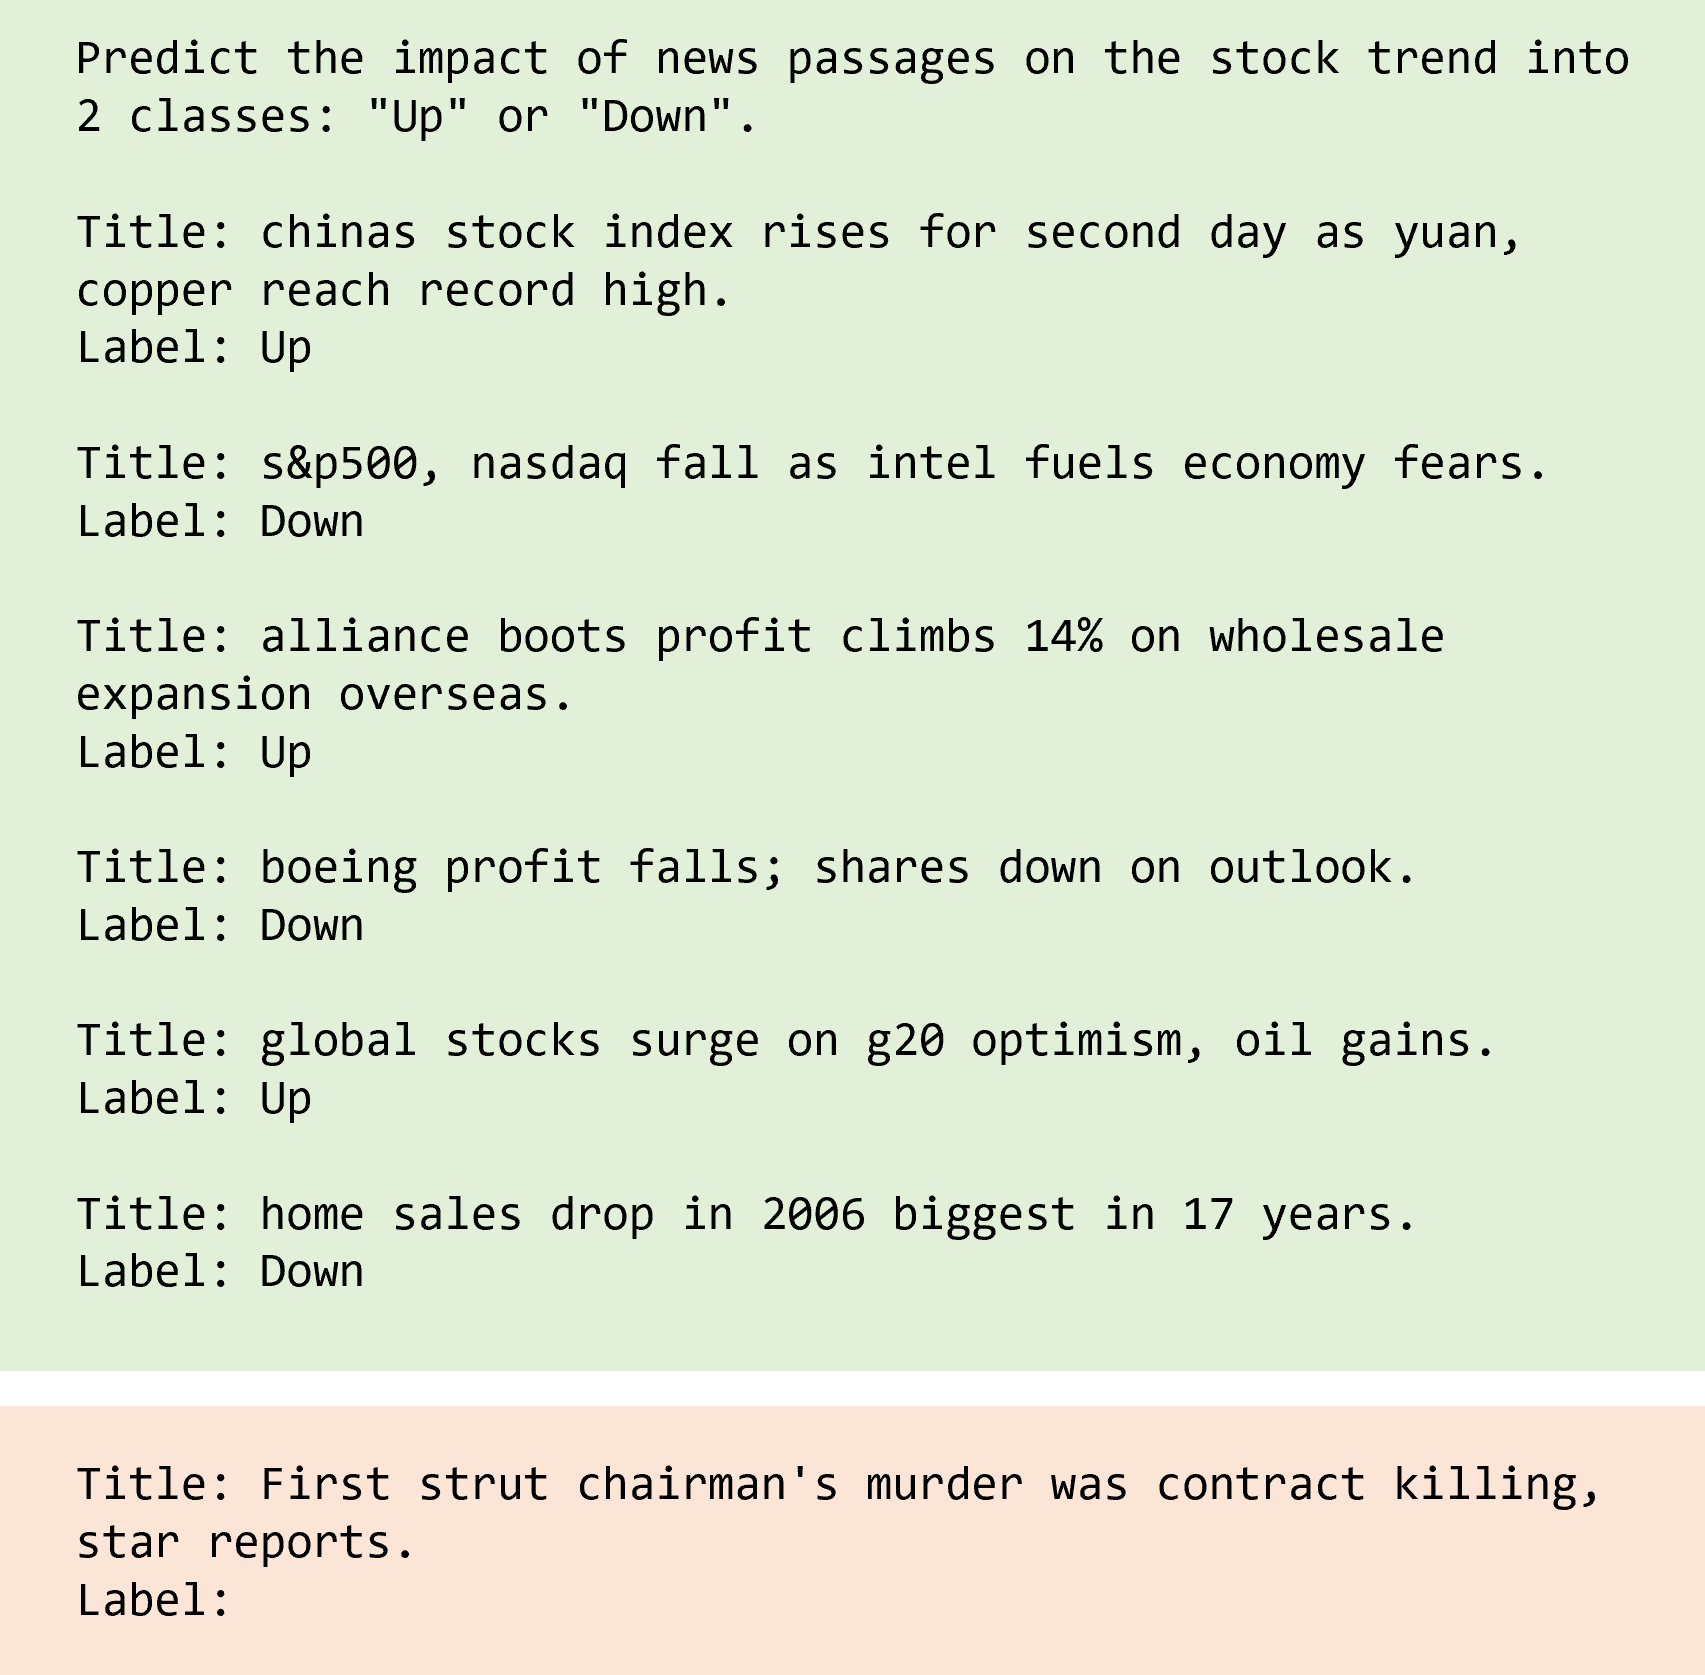 Predict the impact of news passages on the stock trend into
2 classes: "Up" or "Down".
Title: chinas stock index rises for second day as yuan,
copper reach record high.
Label: Up
Title: s&p500, nasdaq fall as intel fuels economy fears.
Label: Down
Title: alliance boots profit climbs 14% on wholesale
expansion overseas.
Label: Up
Title: boeing profit falls; shares down on outlook.
Label: Down
Title: global stocks surge on g20 optimism, oil gains.
Label: Up
Title: home sales drop in 2006 biggest in 17 years.
Label: Down
Title: First strut chairman's murder was contract killing,
star reports.
Label: